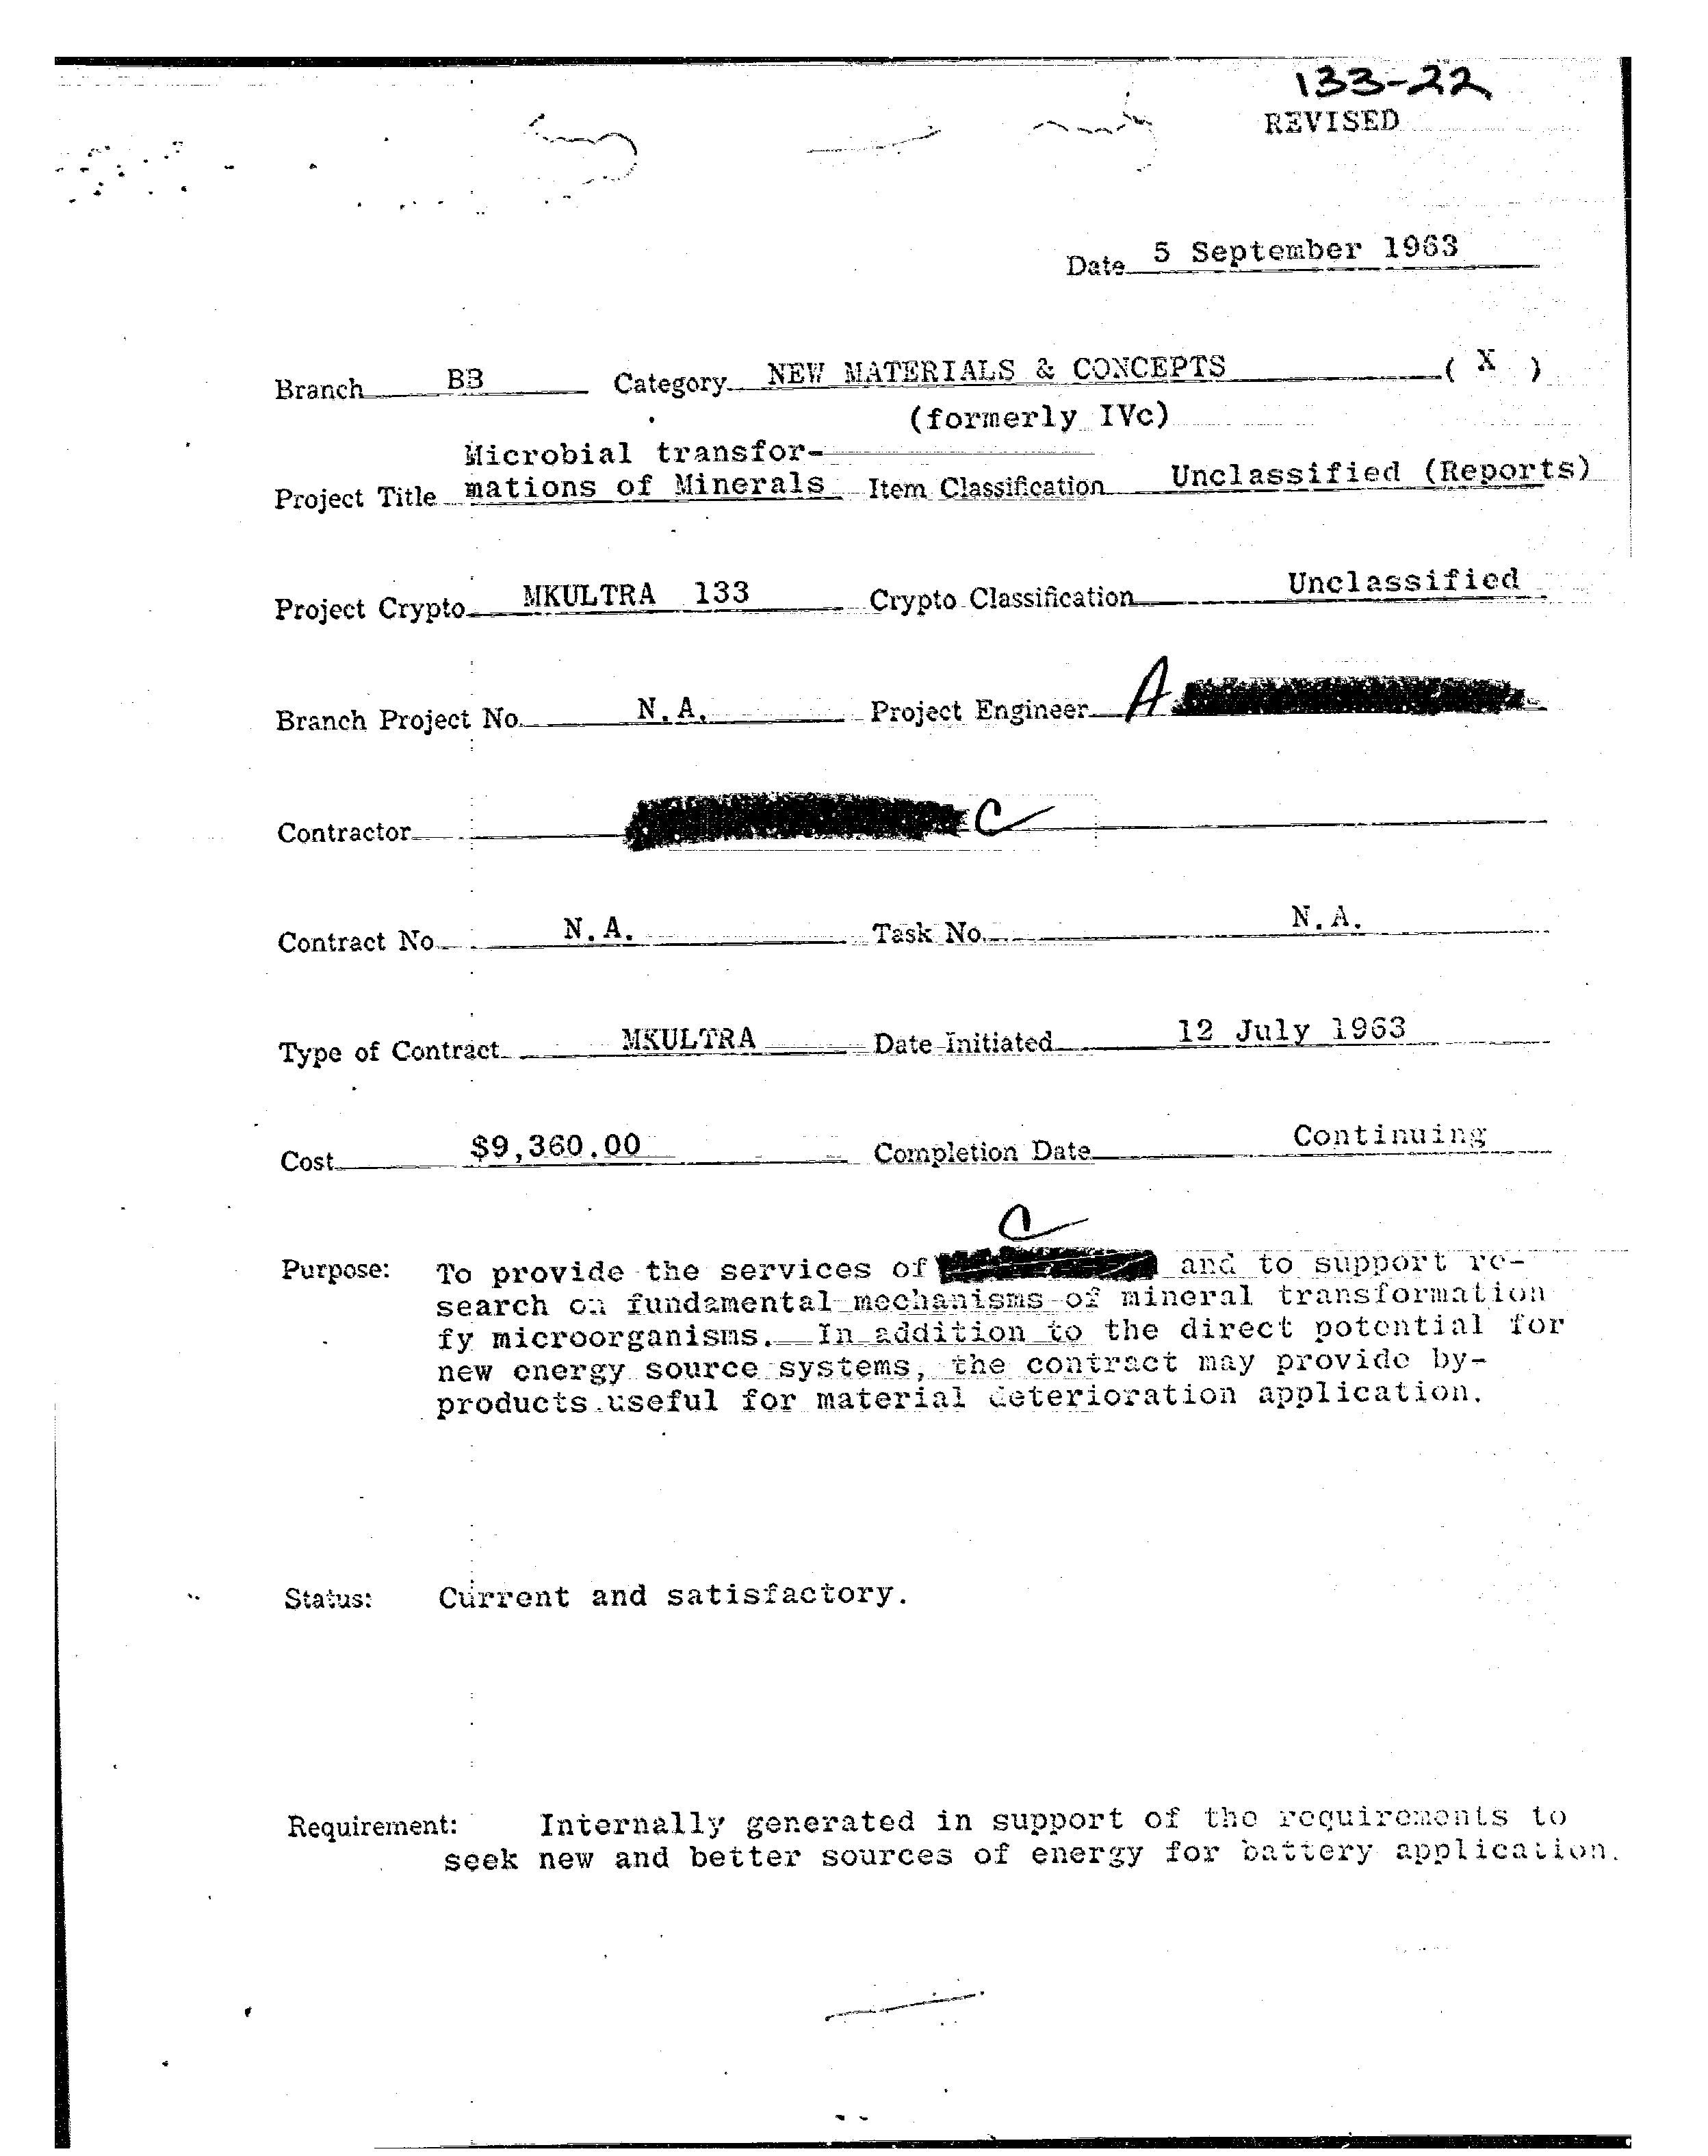 133-22
REVISED
Date 5 September 1963
Branch BB Category NEW MATERIALS & CONCEPTS ( X )
(formerly IVc)
Microbial transfor-
Project Title mations of Minerals Item Classification Unclassified (Reports)
Project Crypto MKULTRA 133 Crypto Classification Unclassified
Branch Project No. N.A. Project Engineer A
Contractor C
Contract No. N.A. Task No. N.A.
Type of Contract MKULTRA Date Initiated 12 July 1963
Cost $9,360.00 Completion Date Continuing
C
Purpose: To provide the services of and to support re-
search on fundamental mechanisms of mineral transformation
fy microorganisms. In addition to the direct potential for
new energy source systems, the contract may provide by-
products useful for material deterioration application.
Status: Current and satisfactory.
Requirement: Internally generated in support of the requirements to
seek new and better sources of energy for battery application.